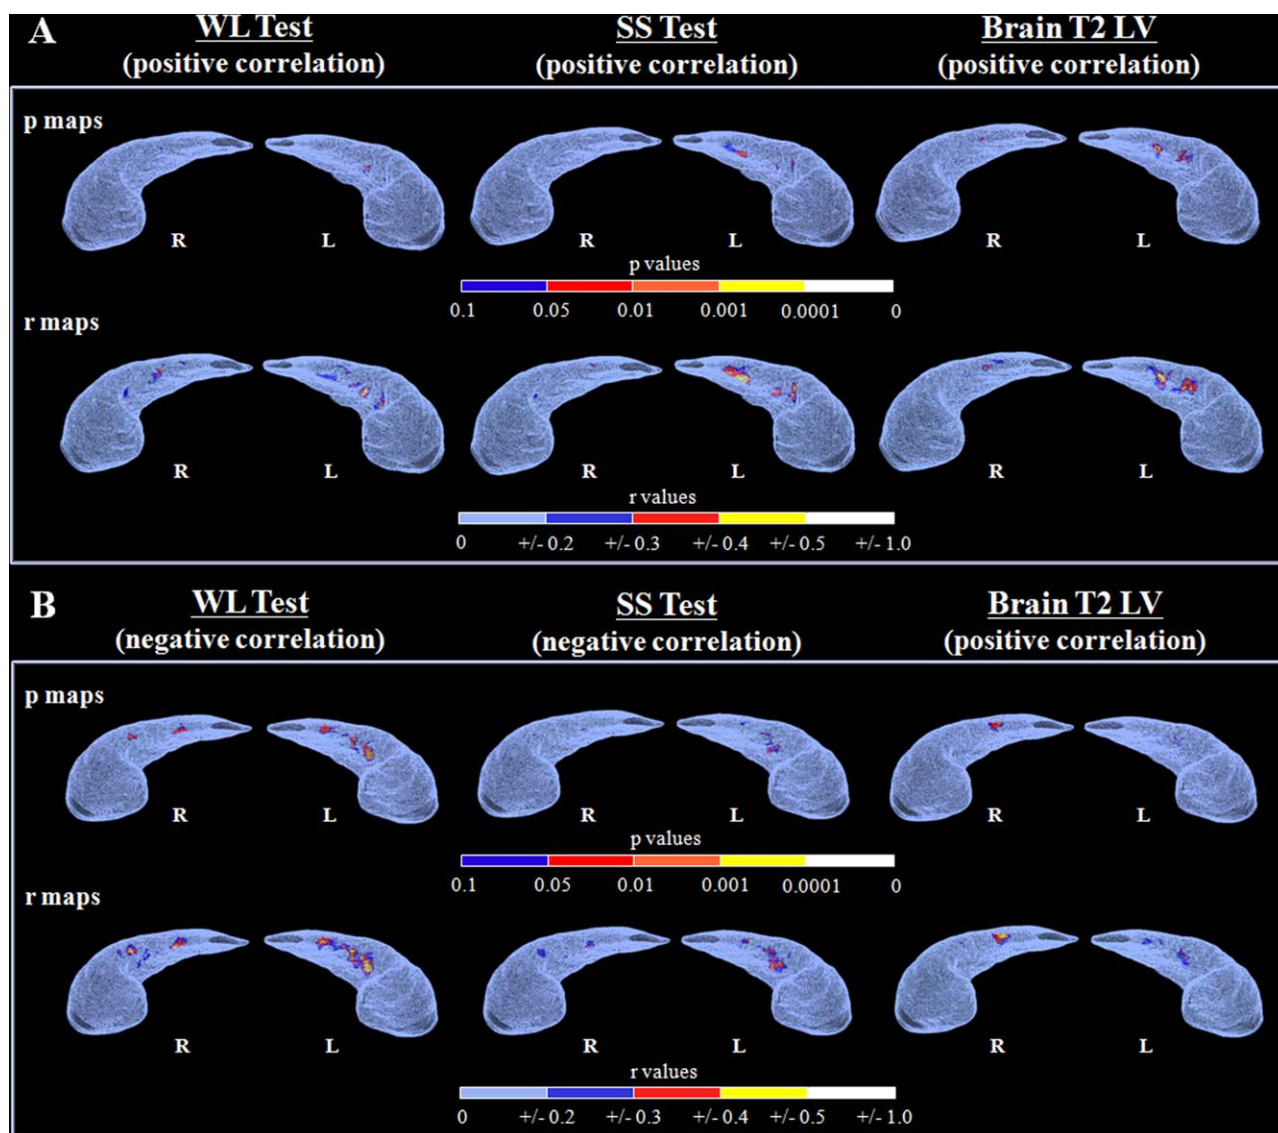 A
WL Test
SS Test
Brain T2 LV
(positive correlation)
(positive correlation)
(positive correlation)
p maps
R
L
R
L
R
L
p values
0.1
0.05
0.01
0.001
0.0001
0
r maps
R
L
R
L
R
L
r values
0
+/- 0.2
+/- 0.3
+/- 0.4
+/- 0.5
+/- 1.0
B
WL Test
SS Test
Brain T2 LV
(negative correlation)
(negative correlation)
(positive correlation)
p maps
R
L
R
L
R
L
p values
0.1
0.05
0.01
0.001
0.0001
0
r maps
R
L
R
L
R
L
r values
0
+/- 0.2
+/- 0.3
+/- 0.4
+/- 0.5
+/- 1.0